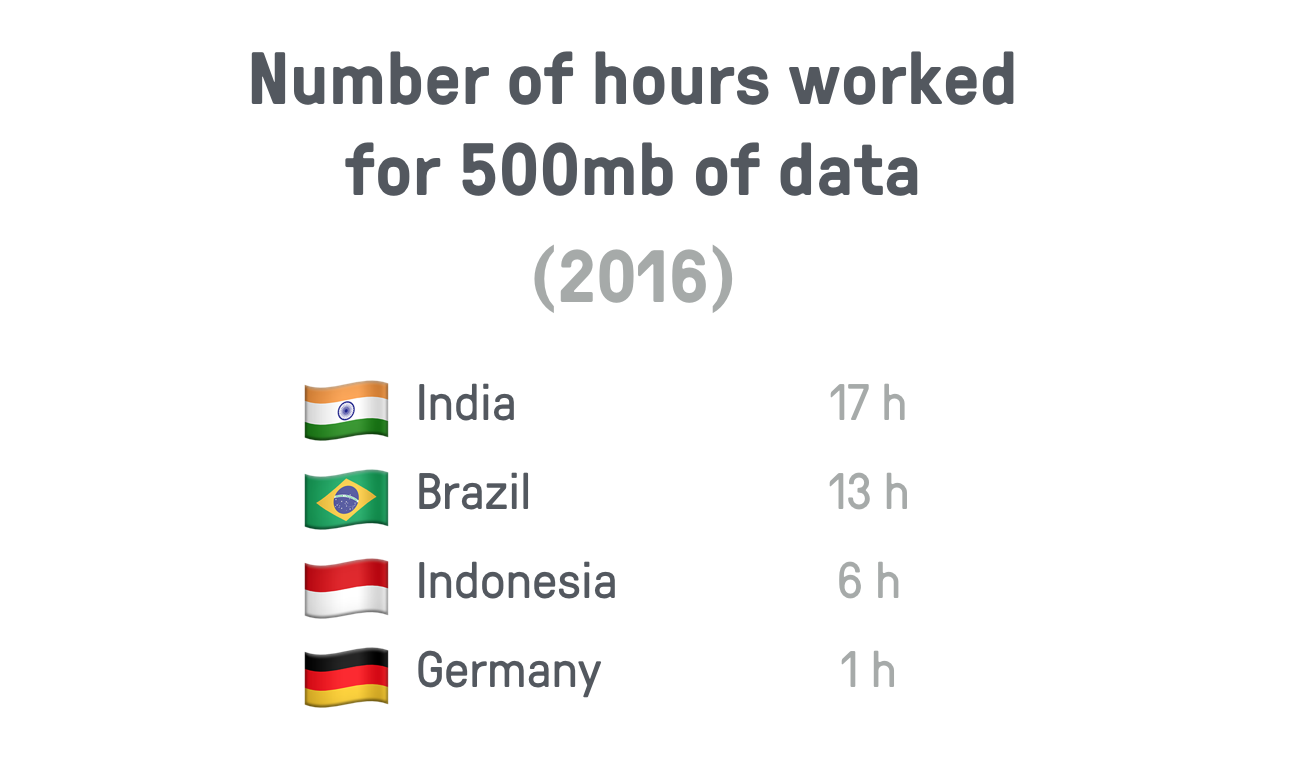 Number of hours worked
for 500mb of data
(2016)
India 17 h
Brazil 13 h
Indonesia 6 h
Germany 1 h